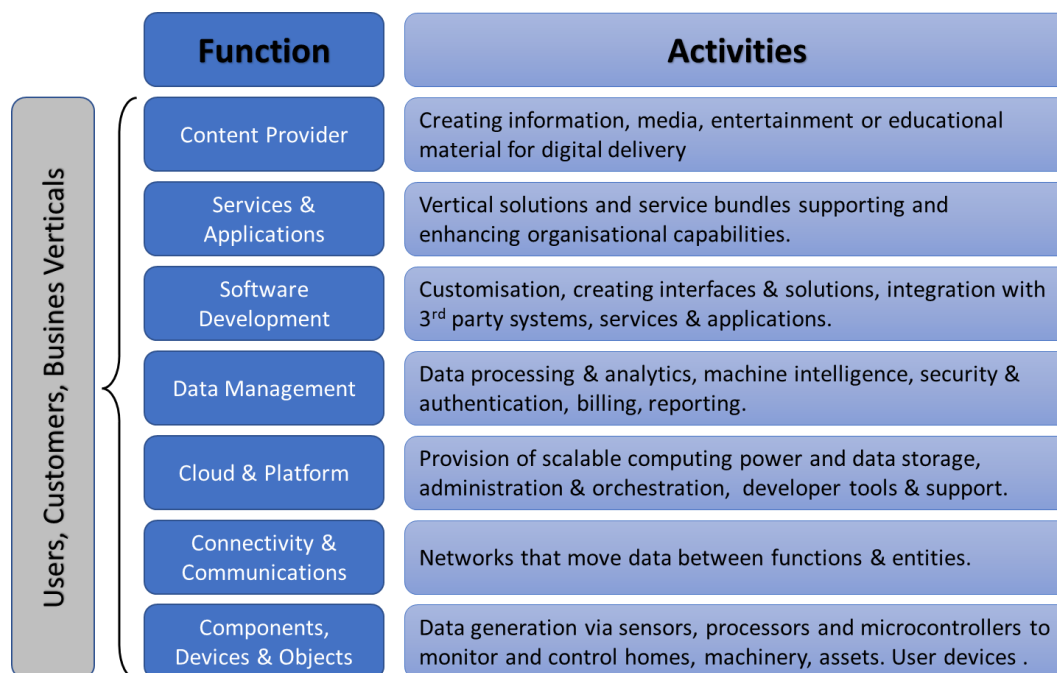 Function
Activities
Users, Customers, Busines Verticals
Content Provider
Creating information, media, entertainment or educational
material for digital delivery
Services &
Applications
Vertical solutions and service bundles supporting and
enhancing organisational capabilities.
Software
Development
Customisation, creating interfaces & solutions, integration with
3rd party systems, services & applications.
Data Management
Data processing & analytics, machine intelligence, security &
authentication, billing, reporting.
Cloud & Platform
Provision of scalable computing power and data storage,
administration & orchestration,  developer tools & support.
Connectivity &
Communications
Networks that move data between functions & entities.
Components,
Devices & Objects
Data generation via sensors, processors and microcontrollers to
monitor and control homes, machinery, assets. User devices .